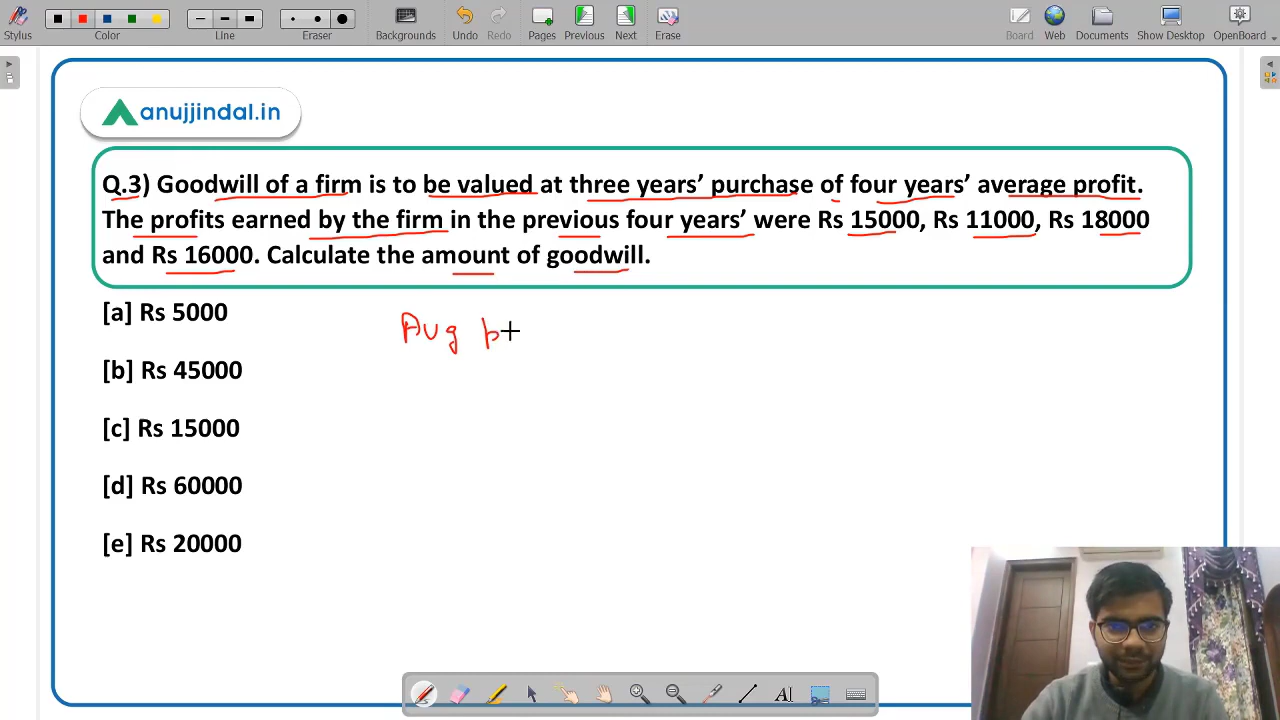 Stylus
Color
Line
Eraser
Backgrounds
Undo
Redo
Pages
Previous
Next
Erase
Board
Web
Documents
Show Desktop
OpenBoard
anujjindal.in
Q.3) Goodwill of a firm is to be valued at three years' purchase of four years' average profit.
The profits earned by the firm in the previous four years' were Rs 15000, Rs 11000, Rs 18000
and Rs 16000. Calculate the amount of goodwill.
[a] Rs 5000
Avg p
[b] Rs 45000
[c] Rs 15000
[d] Rs 60000
[e] Rs 20000